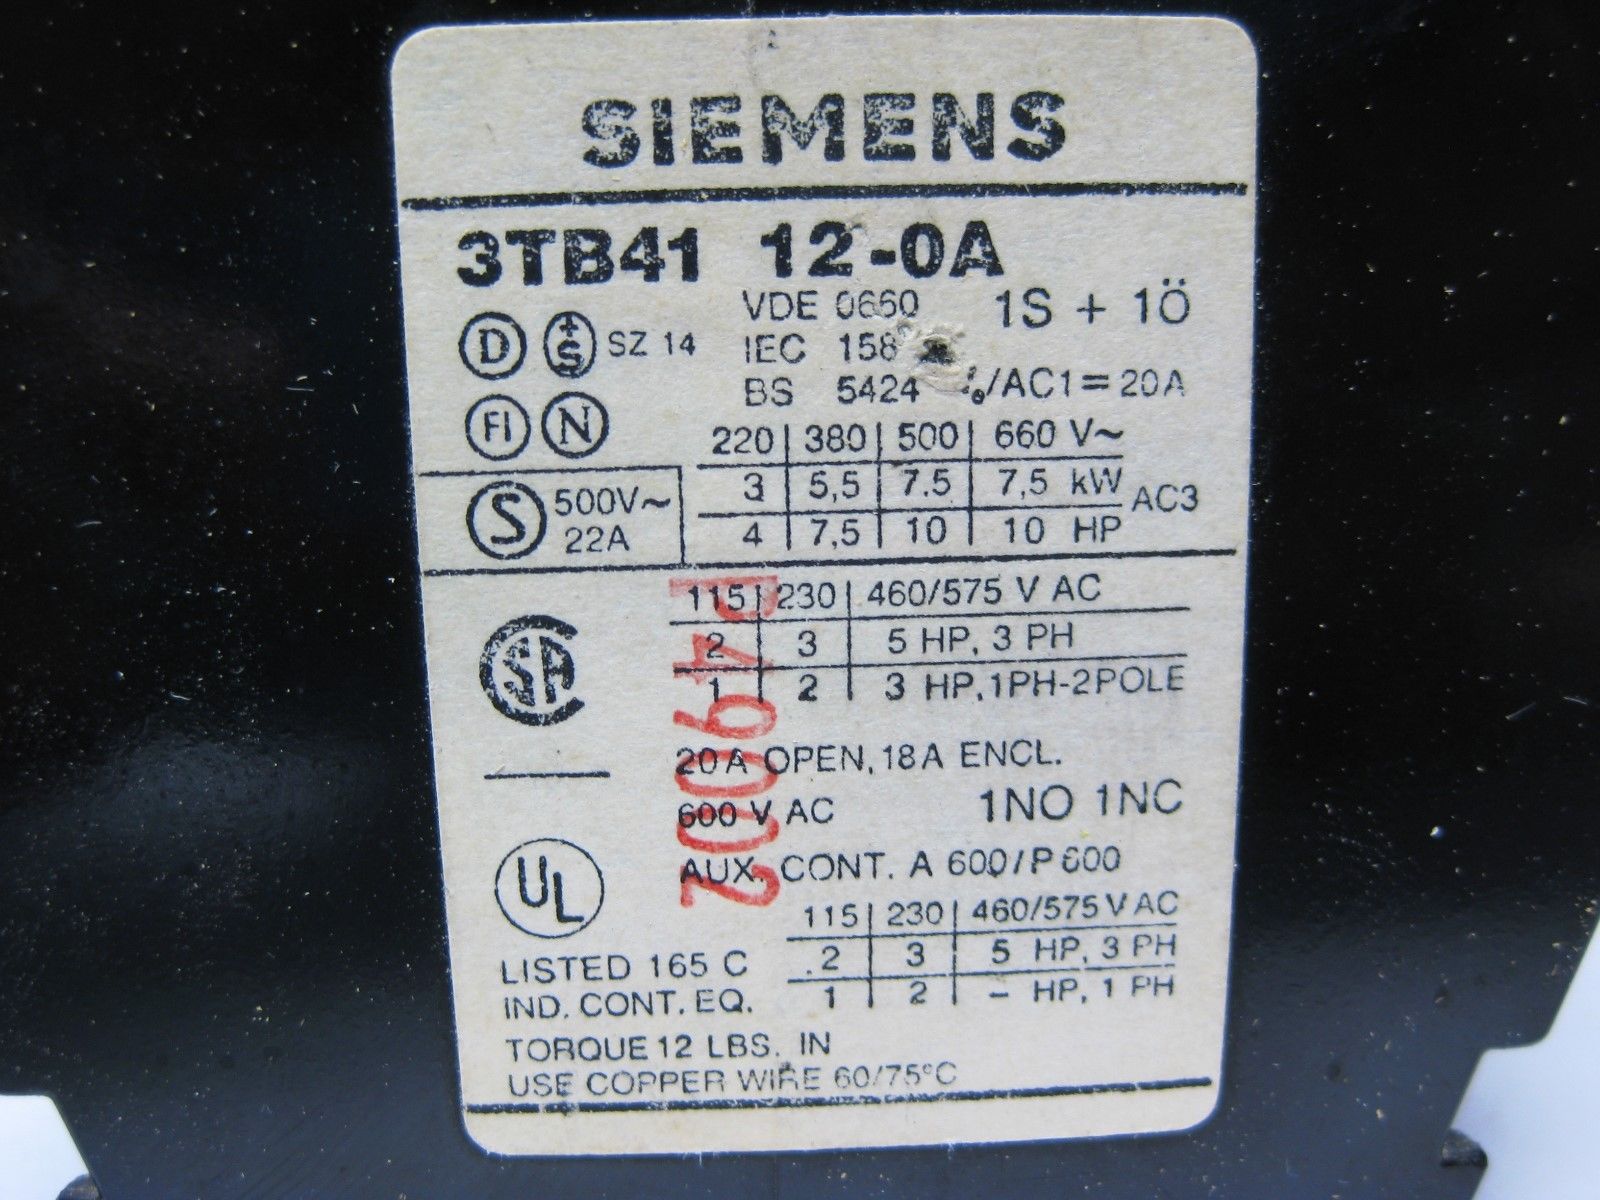 SIEMENS
3TB41 12-0A
D S SZ 14 VDE 0660 1S + 1Ö
IEC 158
BS 5424 /AC1 = 20A
FI N
220 | 380 | 500 | 660 V~
3 | 5,5 | 7.5 | 7,5 kW AC3
4 | 7,5 | 10 | 10 HP
S 500V~
22A
115 | 230 | 460/575 V AC
2 | 3 | 5 HP, 3 PH
1 | 2 | 3 HP, 1PH-2POLE
SA
P49002
20A OPEN, 18A ENCL.
600 V AC 1NO 1NC
AUX. CONT. A 600/P 600
UL
115 | 230 | 460/575 V AC
2 | 3 | 5 HP, 3 PH
1 | 2 | – HP, 1 PH
LISTED 165 C
IND. CONT. EQ.
TORQUE 12 LBS. IN
USE COPPER WIRE 60/75°C